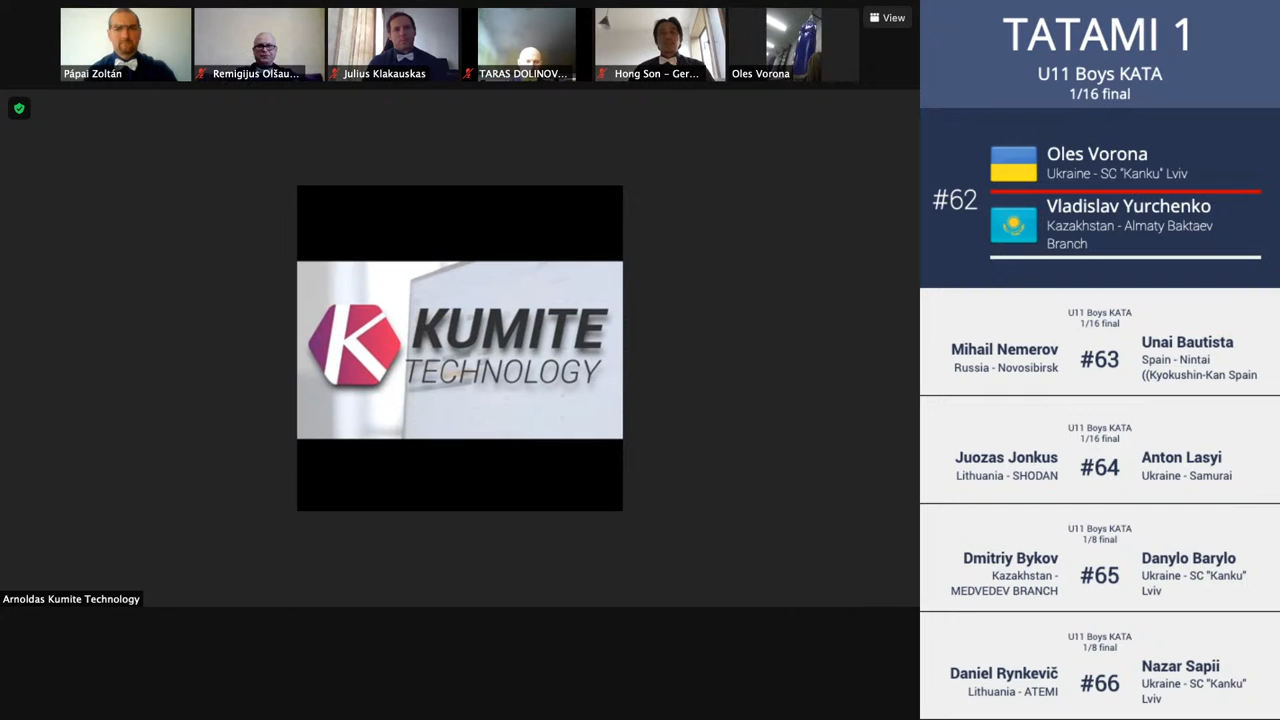 Pápai Zoltán
Remigijus Olšau...
Julius Klakauskas
TARAS DOLINOV...
Hong Son – Ger...
Oles Vorona
View
KUMITE
TECHNOLOGY
Arnoldas Kumite Technology
TATAMI 1
U11 Boys KATA
1/16 final
#62
Oles Vorona
Ukraine - SC "Kanku" Lviv
Vladislav Yurchenko
Kazakhstan - Almaty Baktaev
Branch
U11 Boys KATA
1/16 final
Mihail Nemerov
Russia - Novosibirsk
#63
Unai Bautista
Spain - Nintai
((Kyokushin-Kan Spain
U11 Boys KATA
1/16 final
Juozas Jonkus
Lithuania - SHODAN
#64
Anton Lasyi
Ukraine - Samurai
U11 Boys KATA
1/8 final
Dmitriy Bykov
Kazakhstan -
MEDVEDEV BRANCH
#65
Danylo Barylo
Ukraine - SC "Kanku"
Lviv
U11 Boys KATA
1/8 final
Daniel Rynkevič
Lithuania - ATEMI
#66
Nazar Sapii
Ukraine - SC "Kanku"
Lviv